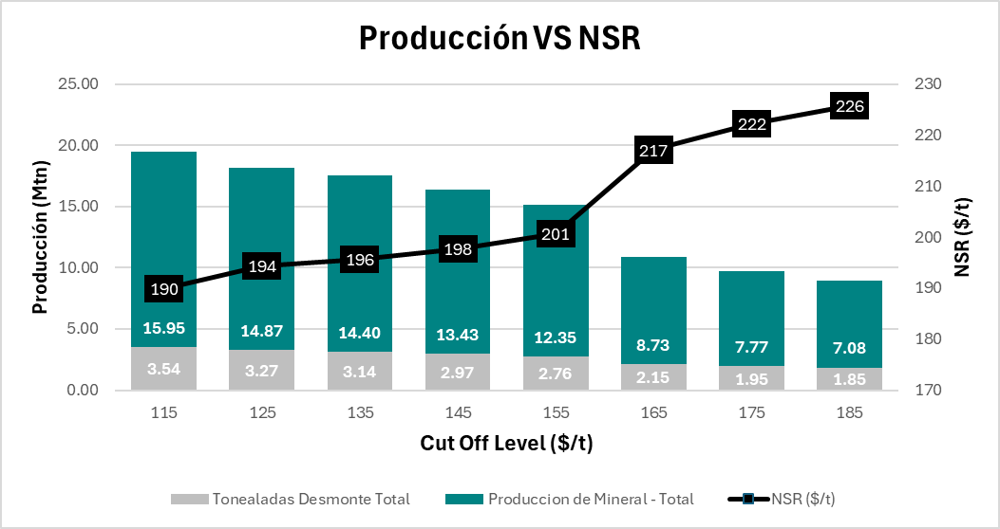 Producción VS NSR
25.00
20.00
15.00
10.00
5.00
0.00
Producción (Mtn)
230
220
210
200
190
180
170
NSR ($/t)
190 194 196 198 201 217 222 226
15.95 14.87 14.40 13.43 12.35 8.73 7.77 7.08
3.54 3.27 3.14 2.97 2.76 2.15 1.95 1.85
115 125 135 145 155 165 175 185
Cut Off Level ($/t)
Tonealadas Desmonte Total Produccion de Mineral - Total NSR ($/t)